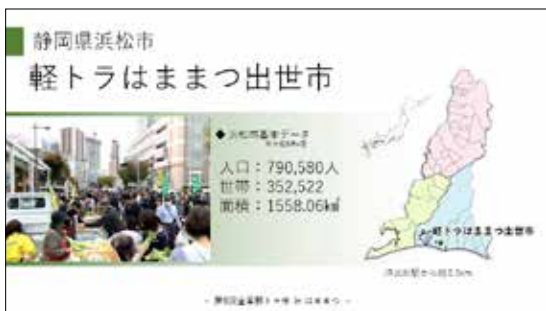 静岡県浜松市
軽トラはままつ出世市
◆浜松市基本データ
人口：790,580人
世帯：352,522
面積：1558.06㎢
軽トラはままつ出世市